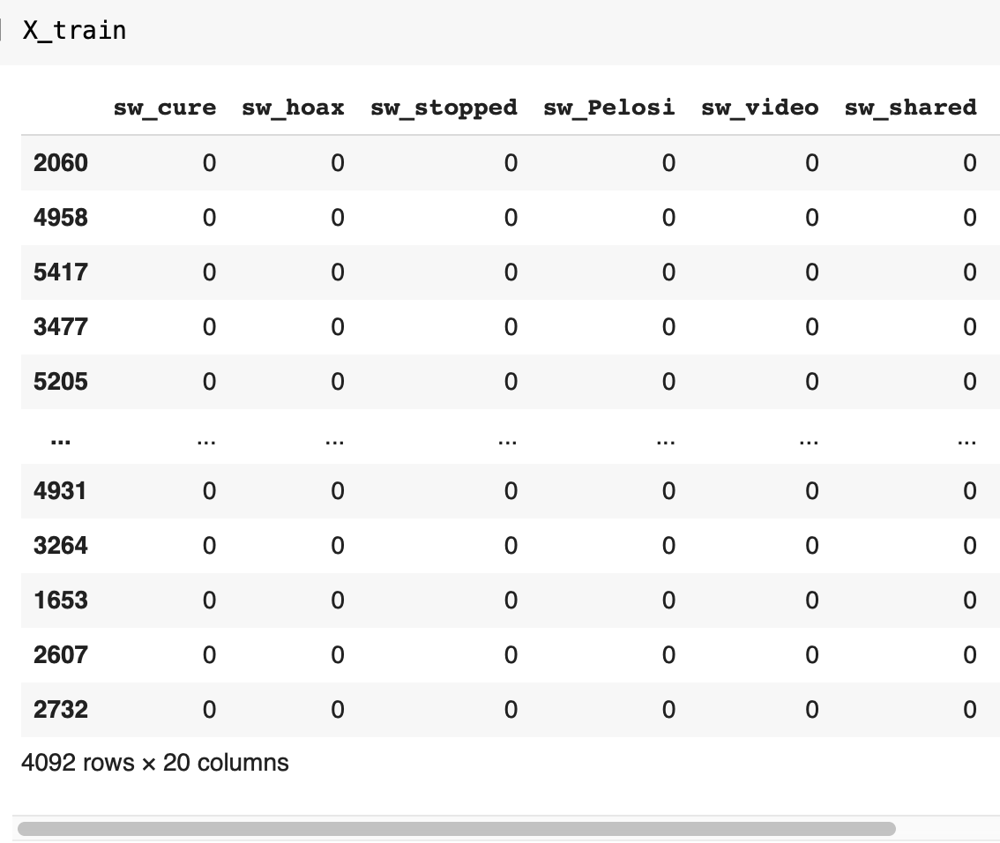 X_train
sw_cure sw_hoax sw_stopped sw_Pelosi sw_video sw_shared
2060 0 0 0 0 0 0
4958 0 0 0 0 0 0
5417 0 0 0 0 0 0
3477 0 0 0 0 0 0
5205 0 0 0 0 0 0
... ... ... ... ... ... ...
4931 0 0 0 0 0 0
3264 0 0 0 0 0 0
1653 0 0 0 0 0 0
2607 0 0 0 0 0 0
2732 0 0 0 0 0 0
4092 rows × 20 columns